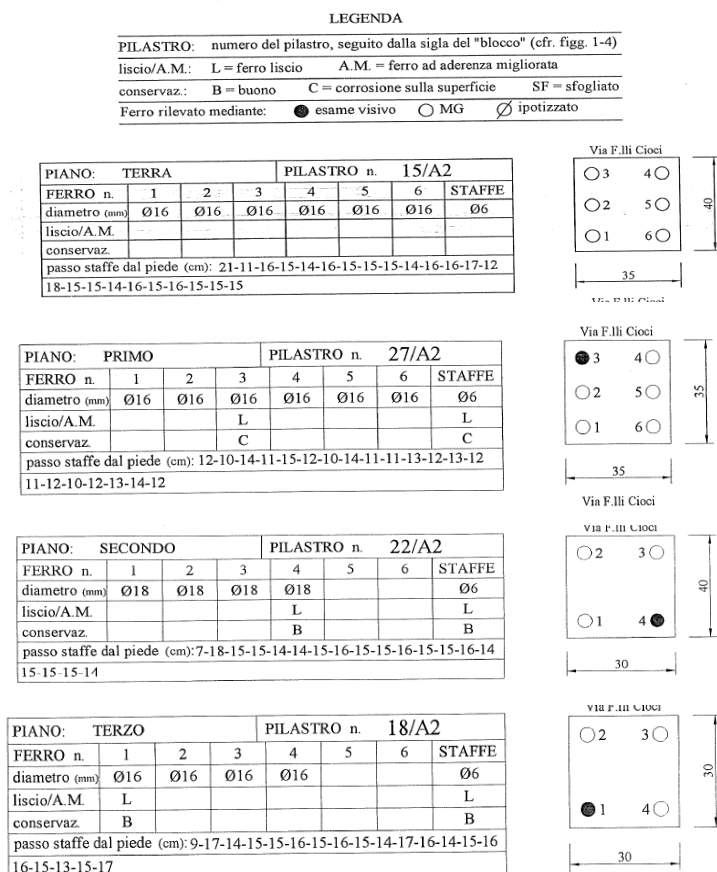 LEGENDA
PILASTRO: numero del pilastro, seguito dalla sigla del "blocco" (cfr. figg. 1-4)
liscio/A.M.: L = ferro liscio A.M. = ferro ad aderenza migliorata
conservaz.: B = buono C = corrosione sulla superficie SF = sfogliato
Ferro rilevato mediante: esame visivo MG ipotizzato
PIANO: TERRA PILASTRO n. 15/A2
FERRO n. 1 2 3 4 5 6 STAFFE
diametro (mm) Ø16 Ø16 Ø16 Ø16 Ø16 Ø16 Ø6
liscio/A.M.
conservaz.
passo staffe dal piede (cm): 21-11-16-15-14-16-15-15-15-14-16-16-17-12
18-15-15-14-16-15-16-15-15-15
Via F.lli Cioci
3 4
2 5
1 6
40
35
Via F.lli Cioci
PIANO: PRIMO PILASTRO n. 27/A2
FERRO n. 1 2 3 4 5 6 STAFFE
diametro (mm) Ø16 Ø16 Ø16 Ø16 Ø16 Ø16 Ø6
liscio/A.M. L L
conservaz. C C
passo staffe dal piede (cm): 12-10-14-11-15-12-10-14-11-11-13-12-13-12
11-12-10-12-13-14-12
Via F.lli Cioci
3 4
2 5
1 6
35
35
Via F.lli Cioci
PIANO: SECONDO PILASTRO n. 22/A2
FERRO n. 1 2 3 4 5 6 STAFFE
diametro (mm) Ø18 Ø18 Ø18 Ø18 Ø6
liscio/A.M. L L
conservaz. B B
passo staffe dal piede (cm):7-18-15-15-14-14-15-16-15-15-16-15-15-16-14
15-15-15-14
Via F.lli Cioci
2 3
1 4
40
30
PIANO: TERZO PILASTRO n. 18/A2
FERRO n. 1 2 3 4 5 6 STAFFE
diametro (mm) Ø16 Ø16 Ø16 Ø16 Ø6
liscio/A.M. L L
conservaz. B B
passo staffe dal piede (cm): 9-17-14-15-15-16-15-16-15-14-17-16-14-15-16
16-15-13-15-17
Via F.lli Cioci
2 3
1 4
30
30